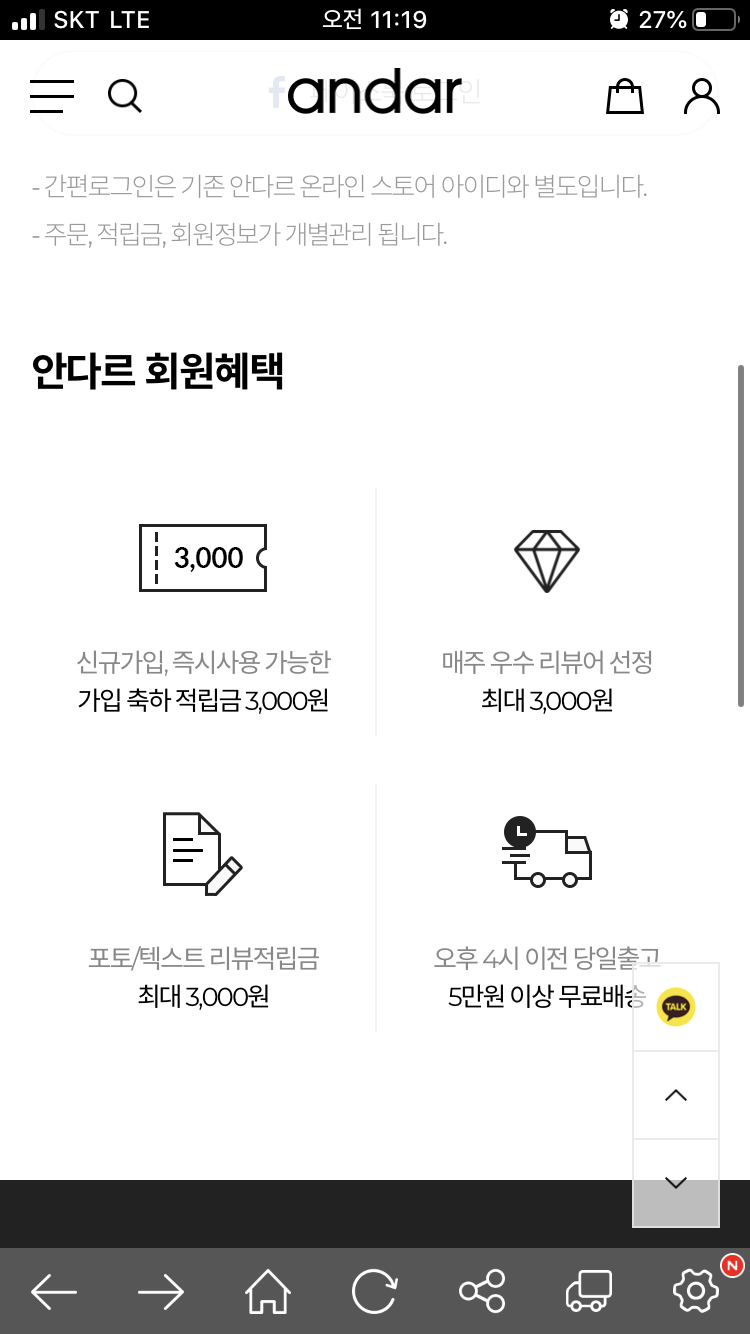 SKT LTE 오전 11:19 27%
andar
- 간편로그인은 기존 안다르 온라인 스토어 아이디와 별도입니다.
- 주문, 적립금, 회원정보가 개별관리 됩니다.
안다르 회원혜택
3,000
신규가입, 즉시사용 가능한
가입 축하 적립금 3,000원
매주 우수 리뷰어 선정
최대 3,000원
포토/텍스트 리뷰적립금
최대 3,000원
오후 4시 이전 당일출고
5만원 이상 무료배송
TALK
N